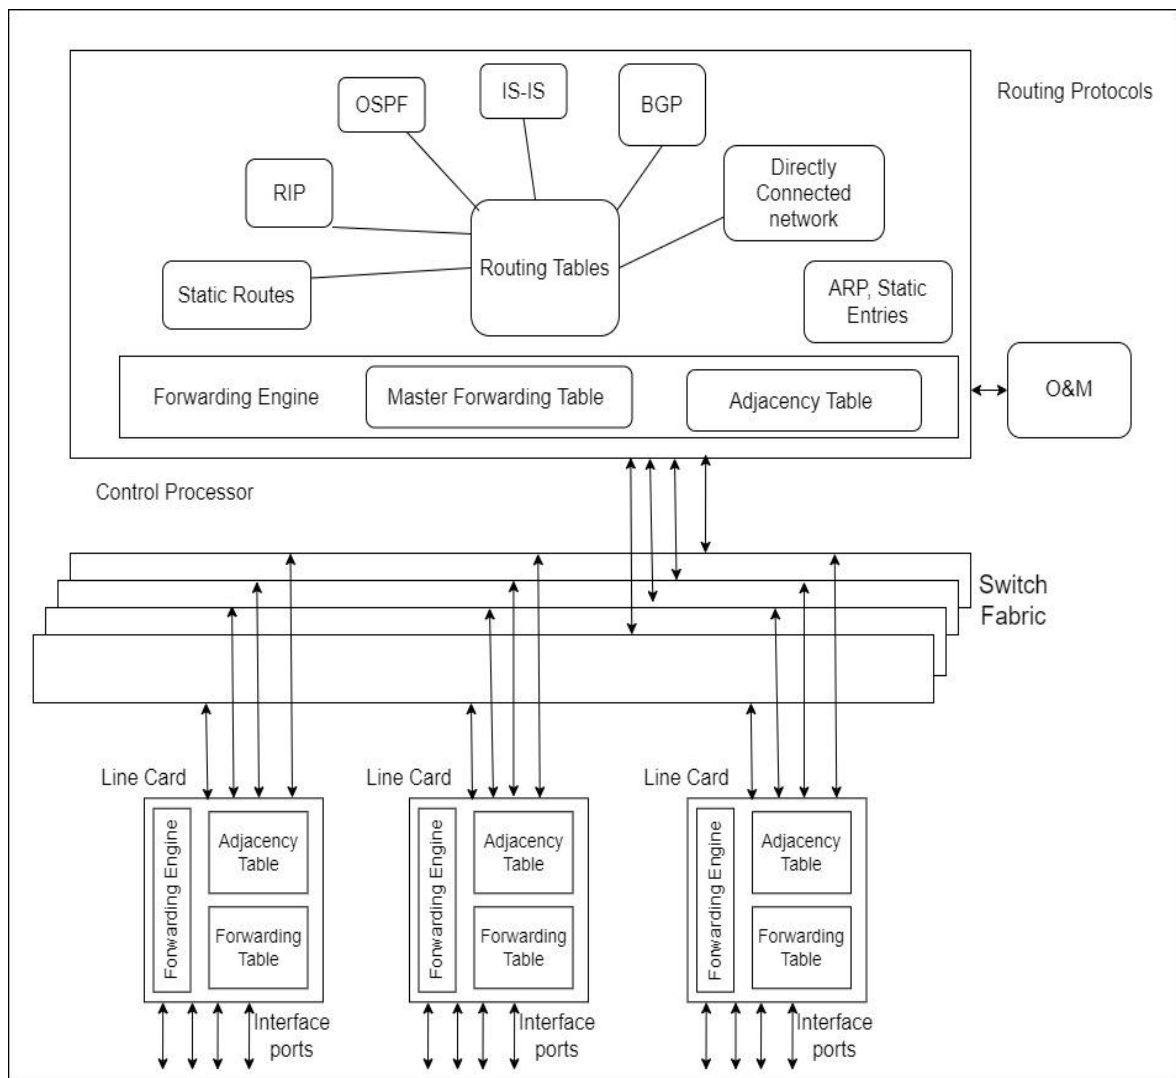 IS-IS
OSPF
BGP
Routing Protocols
RIP
Directly
Connected
network
Routing Tables
Static Routes
ARP, Static
Entries
Forwarding Engine
Master Forwarding Table
Adjacency Table
O&M
Control Processor
Switch
Fabric
Line Card
Line Card
Line Card
Forwarding Engine
Adjacency
Table
Forwarding
Table
Forwarding Engine
Adjacency
Table
Forwarding
Table
Forwarding Engine
Adjacency
Table
Forwarding
Table
Interface
ports
Interface
ports
Interface
ports